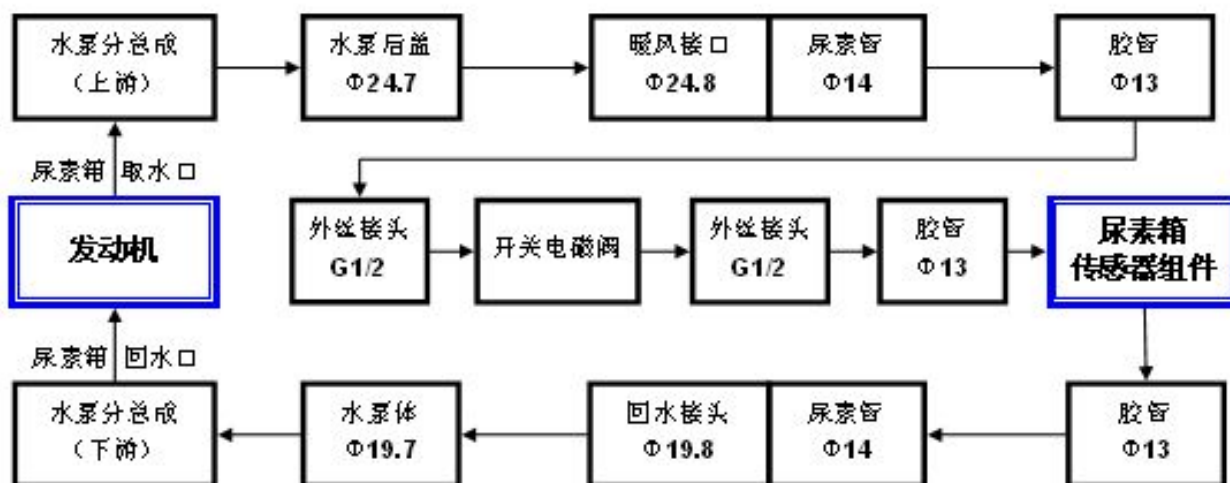 水泵分总成
（上游）
水泵后盖
Φ24.7
暖风接口
Φ24.8
尿素管
Φ14
胶管
Φ13
尿素箱 取水口
发动机
外丝接头
G1/2
开关电磁阀
外丝接头
G1/2
胶管
Φ13
尿素箱
传感器组件
尿素箱 回水口
水泵分总成
（下游）
水泵体
Φ19.7
回水接头
Φ19.8
尿素管
Φ14
胶管
Φ13